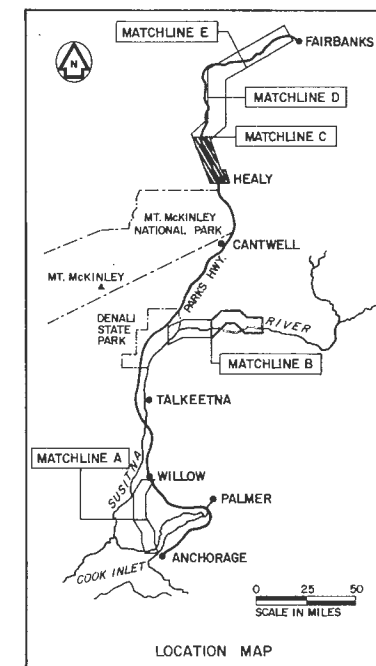 MATCHLINE E
FAIRBANKS
N
MATCHLINE D
MATCHLINE C
HEALY
MT. McKINLEY
NATIONAL PARK
CANTWELL
MT. McKINLEY
PARKS HWY.
DENALI
STATE
PARK
RIVER
MATCHLINE B
TALKEETNA
MATCHLINE A
SUSITNA
WILLOW
PALMER
ANCHORAGE
COOK INLET
0 25 50
SCALE IN MILES
LOCATION MAP